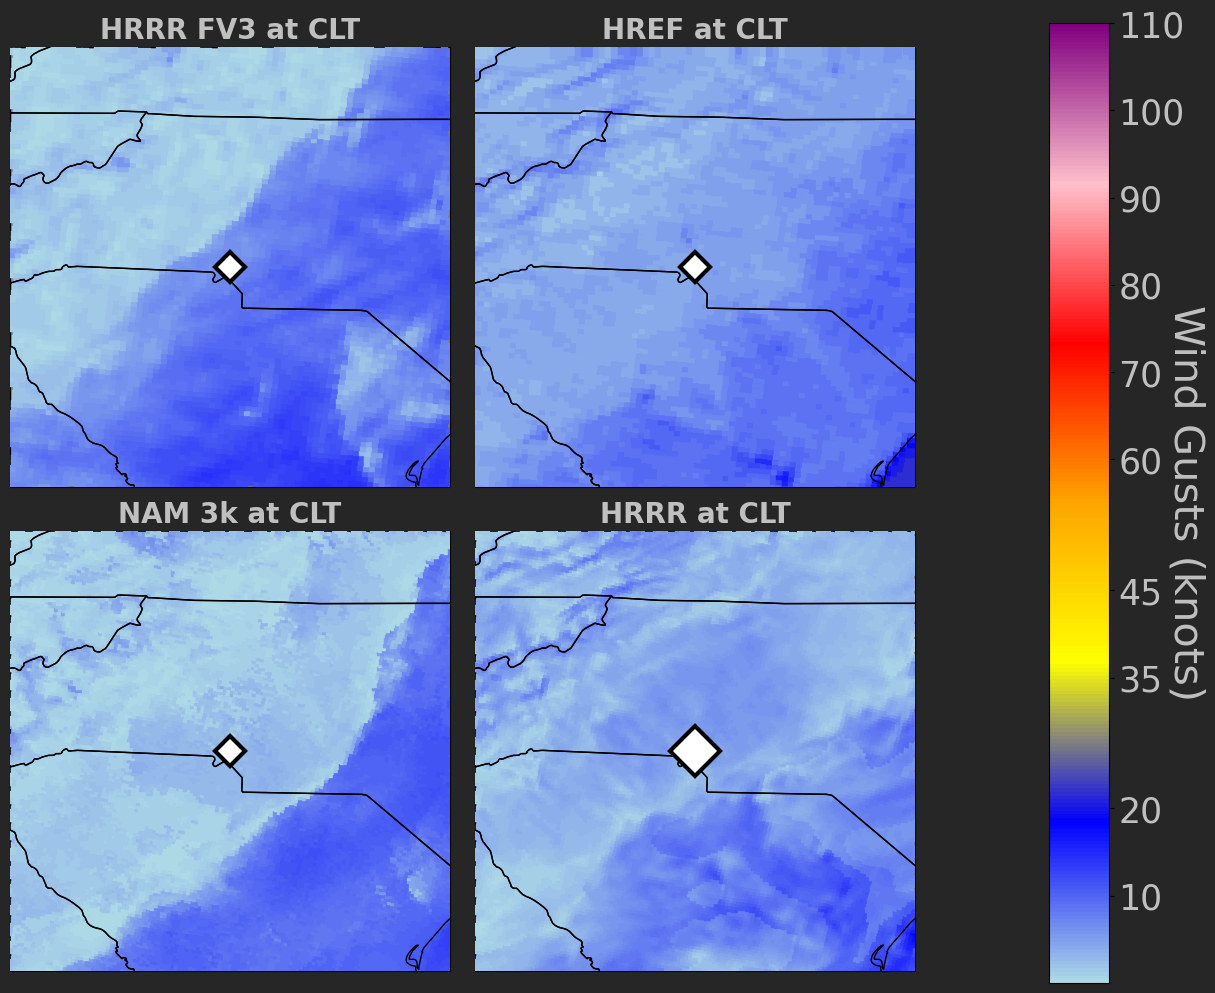 HRRR FV3 at CLT
HREF at CLT
NAM 3k at CLT
HRRR at CLT
110
100
90
80
70
60
45
35
20
10
Wind Gusts (knots)